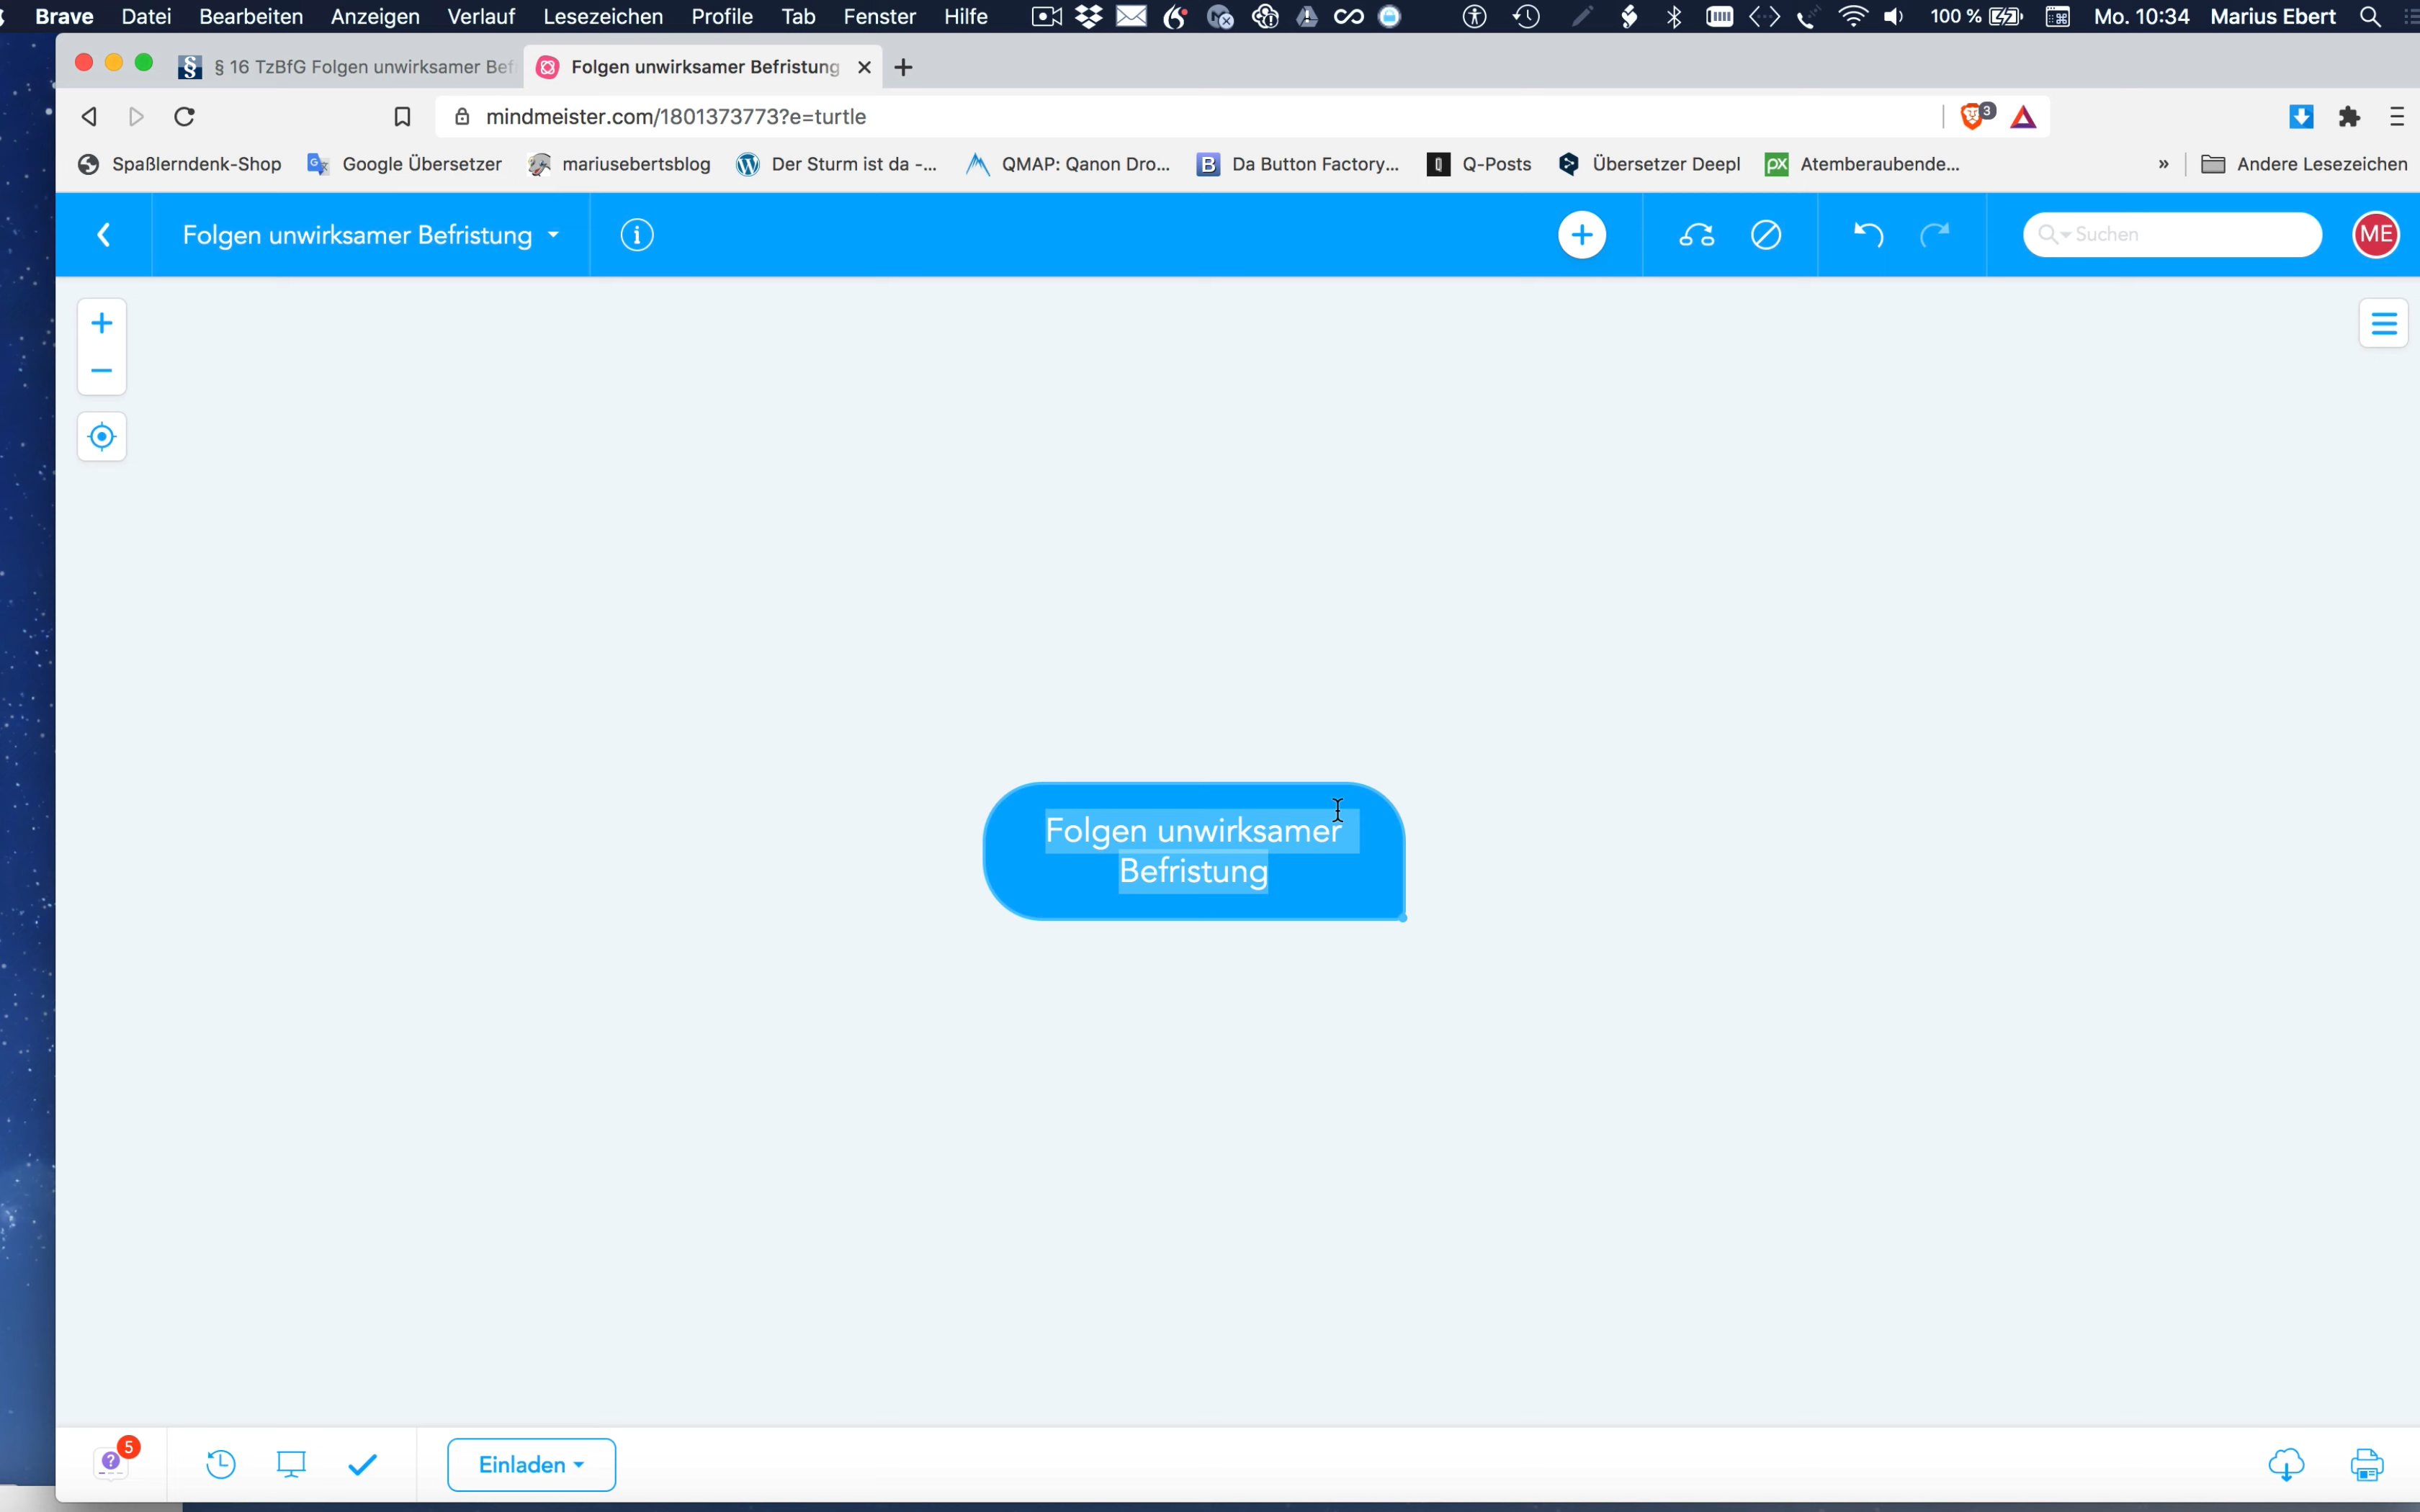 Brave Datei Bearbeiten Anzeigen Verlauf Lesezeichen Profile Tab Fenster Hilfe 100 % Mo. 10:34 Marius Ebert
§ 16 TzBfG Folgen unwirksamer Bef
Folgen unwirksamer Befristung
mindmeister.com/1801373773?e=turtle 3
Spaßlerndenk-Shop Google Übersetzer mariusebertsblog Der Sturm ist da -... QMAP: Qanon Dro... Da Button Factory... Q-Posts Übersetzer Deepl Atemberaubende... » Andere Lesezeichen
Folgen unwirksamer Befristung Suchen ME
Folgen unwirksamer
Befristung
5
Einladen